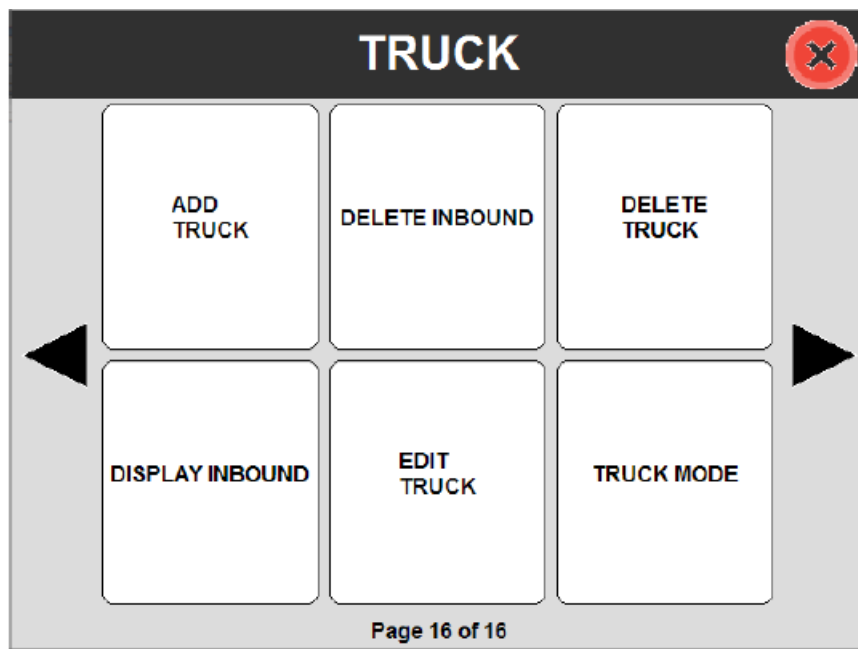 TRUCK
ADD
TRUCK
DELETE INBOUND
DELETE
TRUCK
DISPLAY INBOUND
EDIT
TRUCK
TRUCK MODE
Page 16 of 16